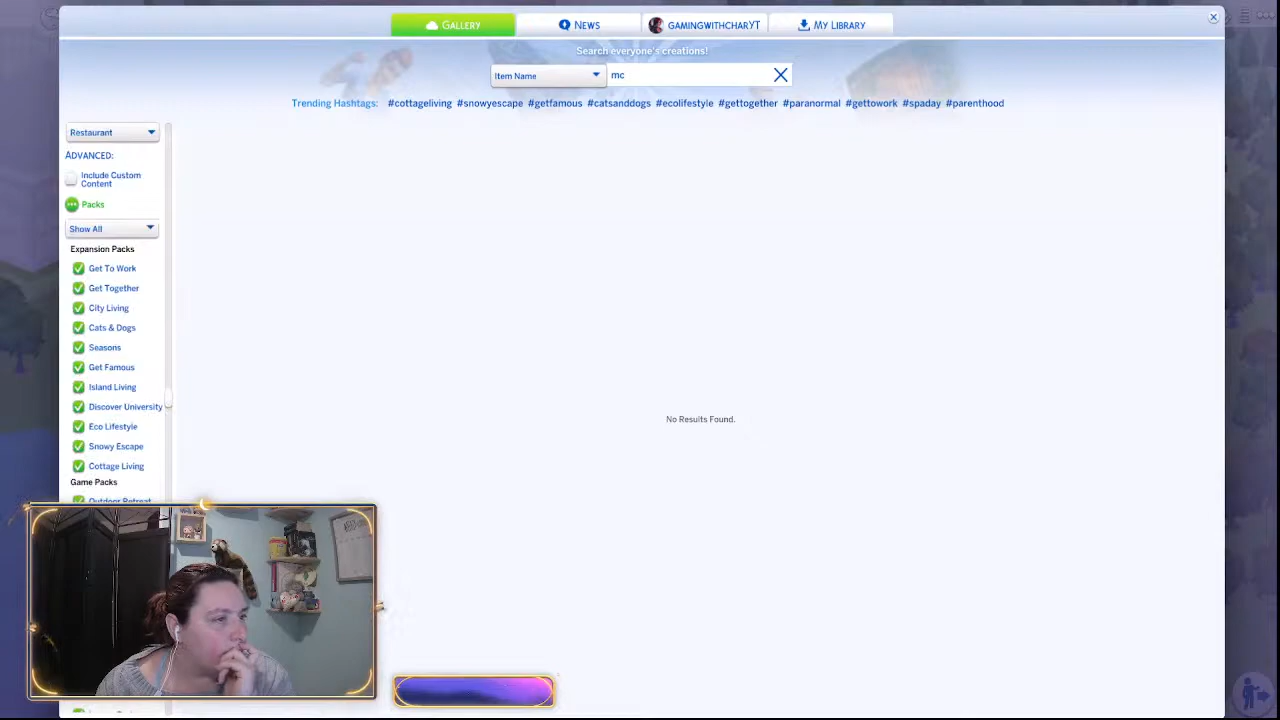 GALLERY
NEWS
GAMINGWITHCHARYT
MY LIBRARY
Search everyone's creations!
Item Name
mc
Trending Hashtags: #cottageliving #snowyescape #getfamous #catsanddogs #ecolifestyle #gettogether #paranormal #gettowork #spaday #parenthood
Restaurant
ADVANCED:
Include Custom
Content
Packs
Show All
Expansion Packs
Get To Work
Get Together
City Living
Cats & Dogs
Seasons
Get Famous
Island Living
Discover University
Eco Lifestyle
Snowy Escape
Cottage Living
Game Packs
Outdoor Retreat
No Results Found.